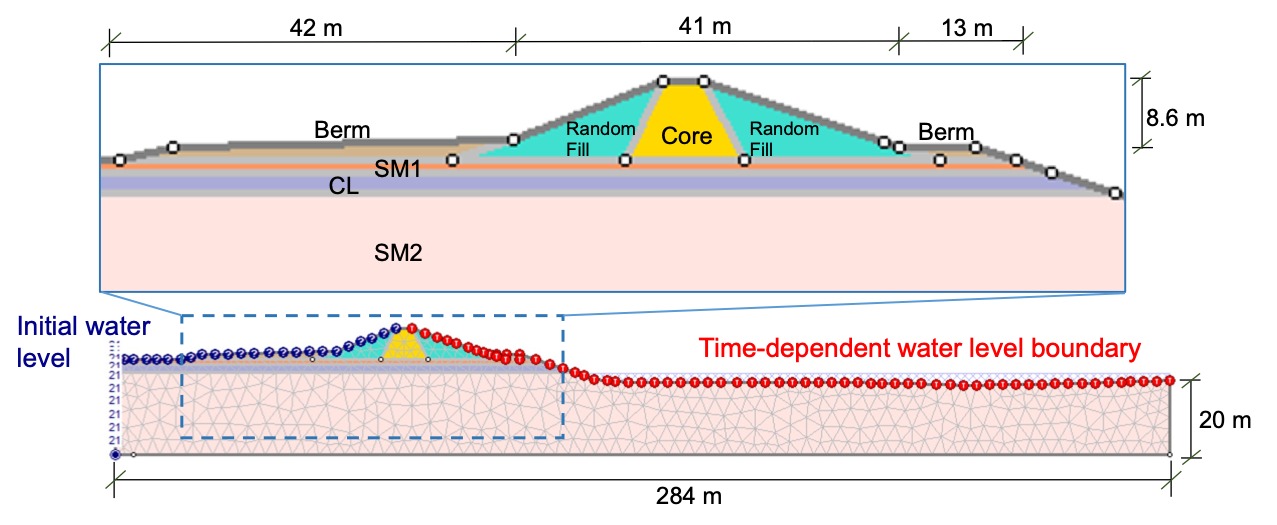 42 m
41 m
13 m
8.6 m
Berm
Random
Fill
Core
Random
Fill
Berm
SM1
CL
SM2
Initial water
level
Time-dependent water level boundary
21
21
21
21
21
21
21
20 m
284 m